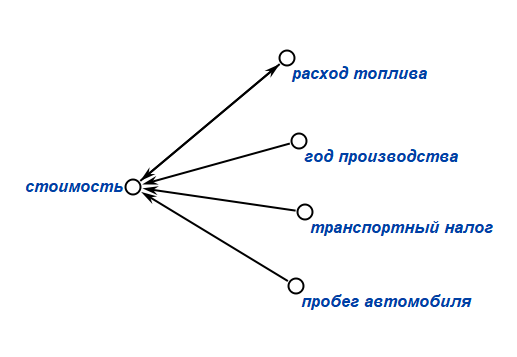 расход топлива
год производства
стоимость
транспортный налог
пробег автомобиля